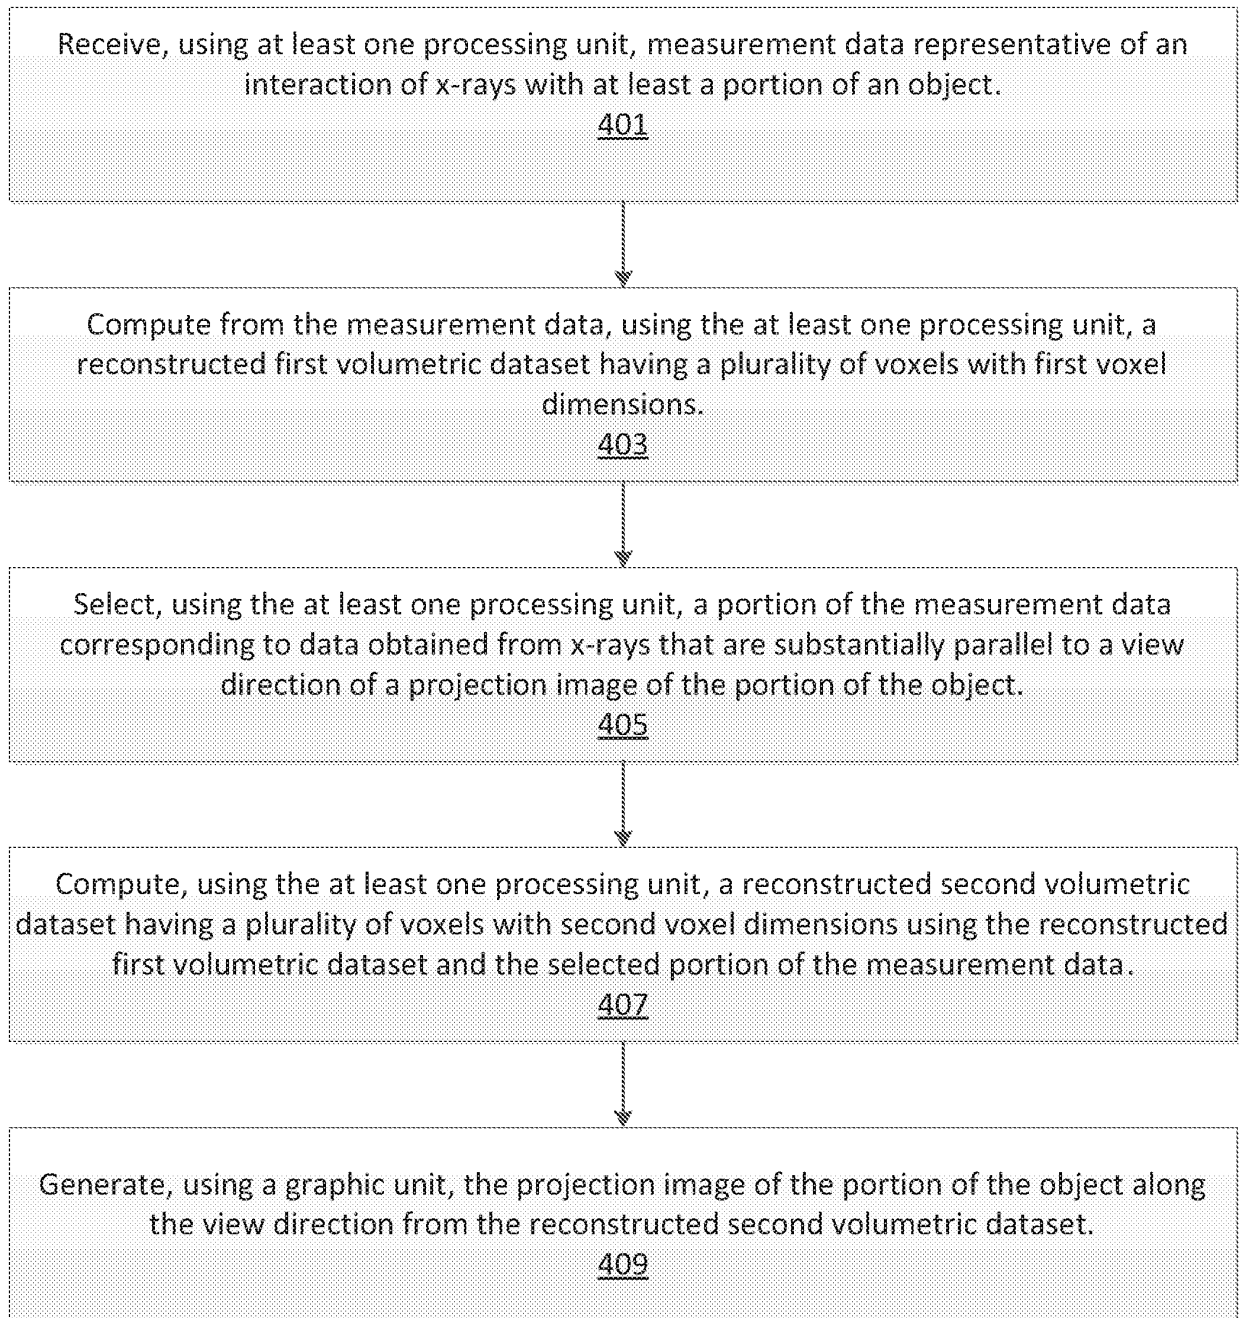 Receive, using at least one processing unit, measurement data representative of an
interaction of x-rays with at least a portion of an object.
401
Compute from the measurement data, using the at least one processing unit, a
reconstructed first volumetric dataset having a plurality of voxels with first voxel
dimensions.
403
Select, using the at least one processing unit, a portion of the measurement data
corresponding to data obtained from x-rays that are substantially parallel to a view
direction of a projection image of the portion of the object.
405
Compute, using the at least one processing unit, a reconstructed second volumetric
dataset having a plurality of voxels with second voxel dimensions using the reconstructed
first volumetric dataset and the selected portion of the measurement data.
407
Generate, using a graphic unit, the projection image of the portion of the object along
the view direction from the reconstructed second volumetric dataset.
409